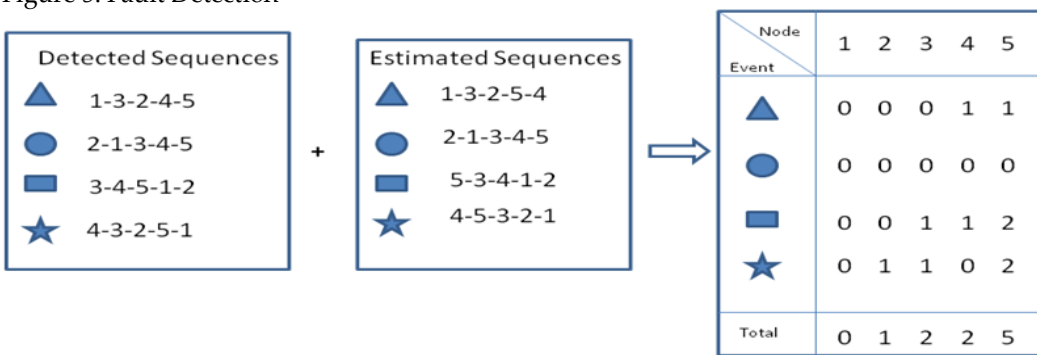 Figure 3. Fault Detection
Detected Sequences
1-3-2-4-5
2-1-3-4-5
3-4-5-1-2
4-3-2-5-1
+
Estimated Sequences
1-3-2-5-4
2-1-3-4-5
5-3-4-1-2
4-5-3-2-1
Node
Event
1 2 3 4 5
0 0 0 1 1
0 0 0 0 0
0 0 1 1 2
0 1 1 0 2
Total 0 1 2 2 5